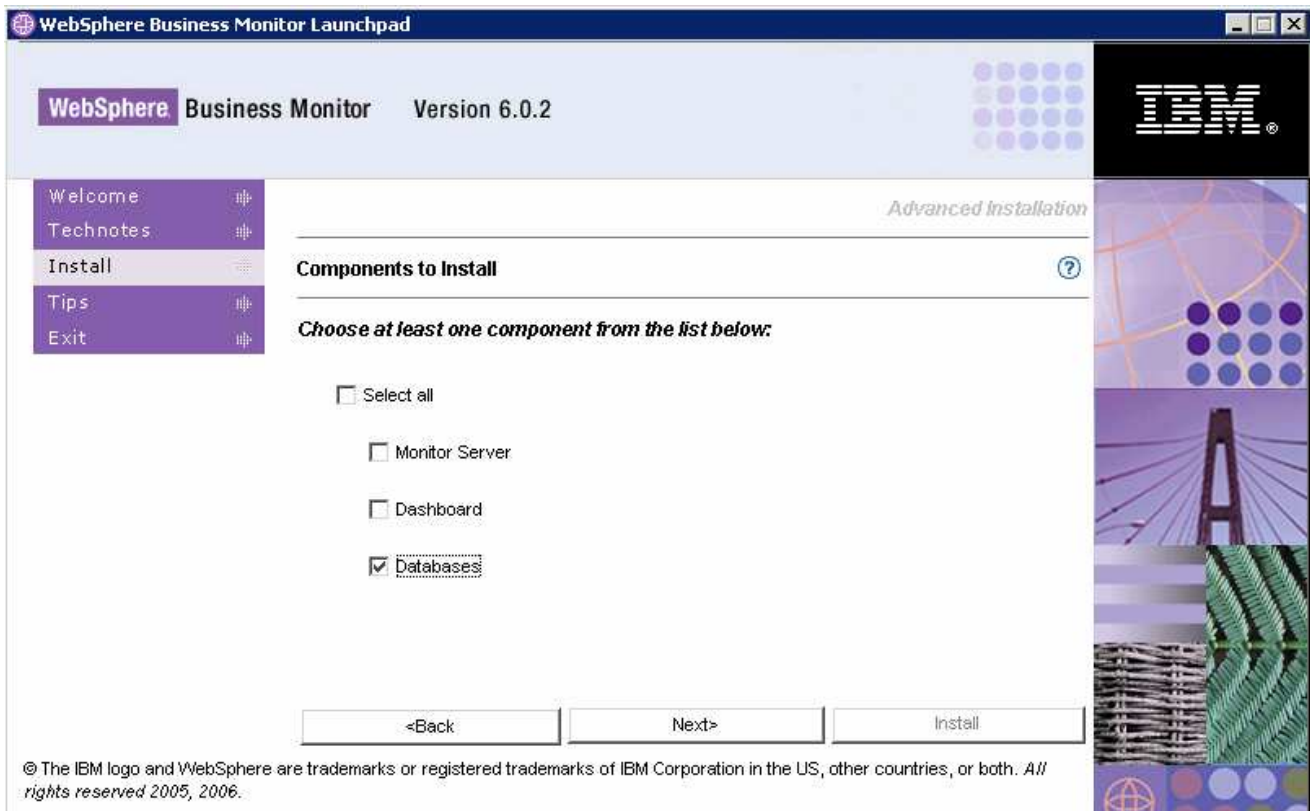 WebSphere Business Monitor Launchpad
WebSphere. Business Monitor Version 6.0.2
IBM®
Welcome
Technotes
Install
Tips
Exit
Advanced Installation
Components to Install
?
Choose at least one component from the list below:
Select all
Monitor Server
Dashboard
Databases
<Back
Next>
Install
© The IBM logo and WebSphere are trademarks or registered trademarks of IBM Corporation in the US, other countries, or both. All
rights reserved 2005, 2006.